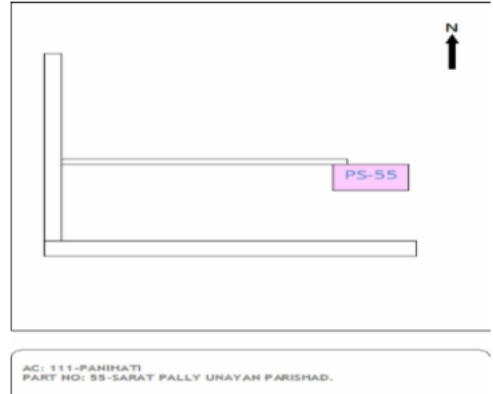 N
PS-55
AC: 111-PANIHATI
PART NO: 55-SARAT PALLY UNAYAN PARISHAD.